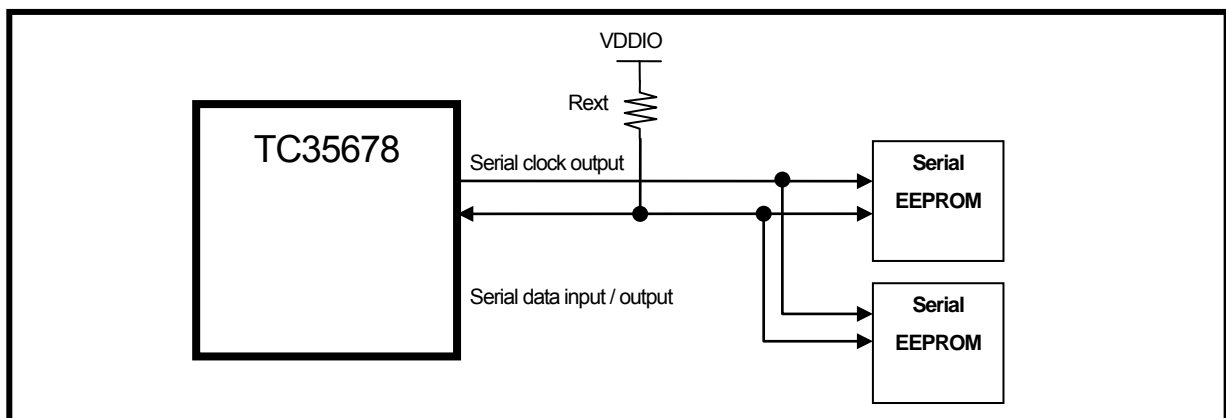 VDDIO
Rext
TC35678
Serial clock output
Serial
EEPROM
Serial data input / output
Serial
EEPROM